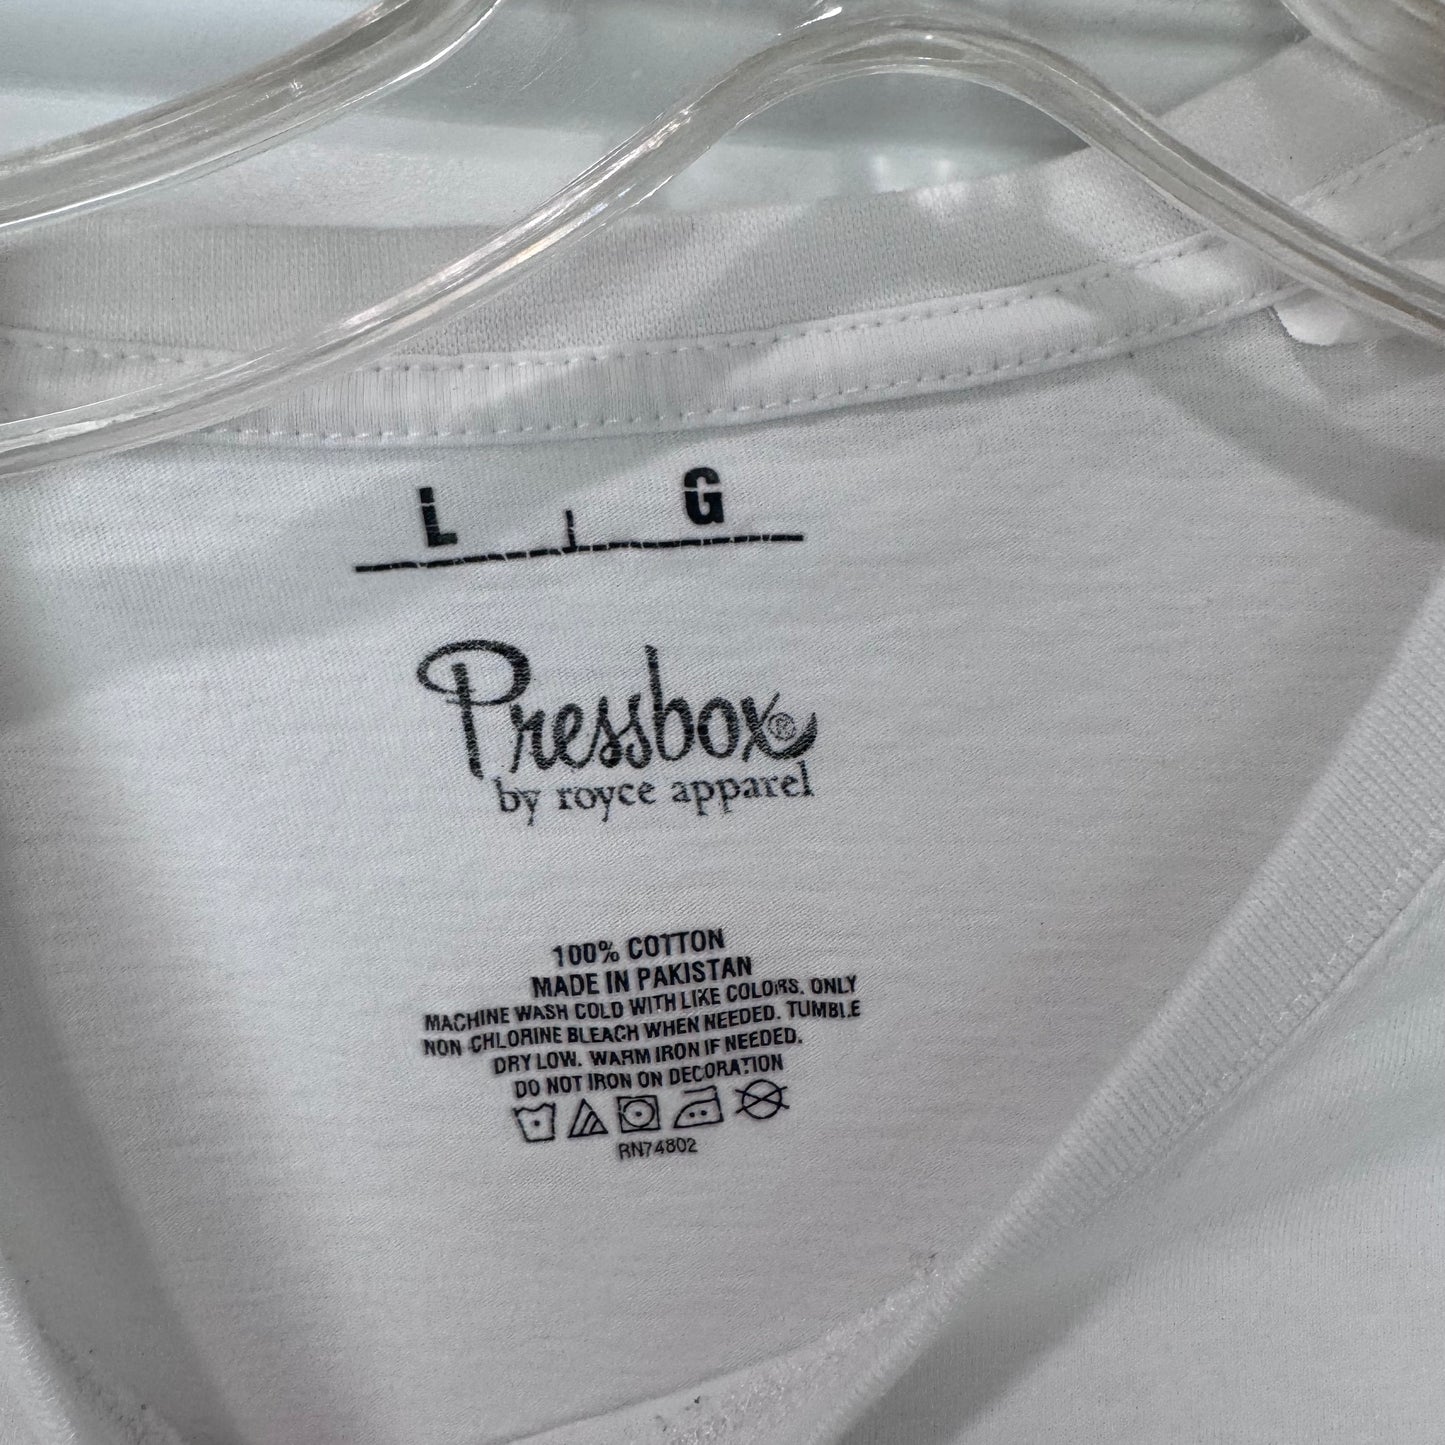 L G
Pressbox®
by royce apparel
100% COTTON
MADE IN PAKISTAN
MACHINE WASH COLD WITH LIKE COLORS. ONLY
NON-CHLORINE BLEACH WHEN NEEDED. TUMBLE
DRY LOW. WARM IRON IF NEEDED.
DO NOT IRON ON DECORATION
RN74802